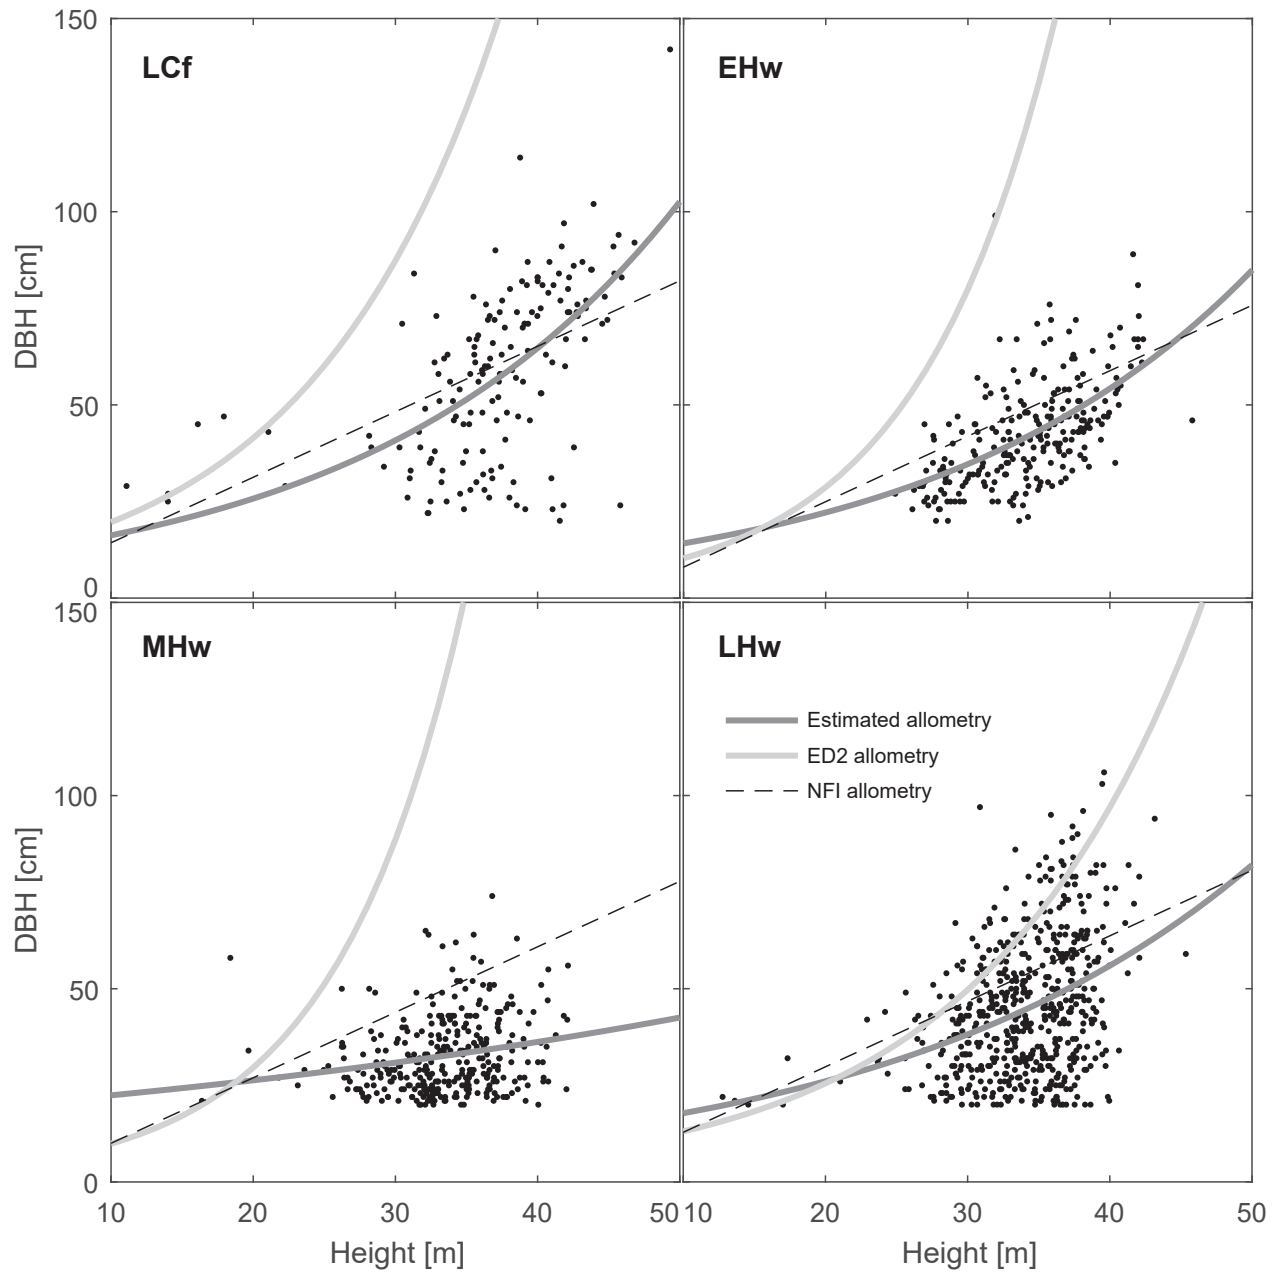 150
LCf
EHw
100
DBH [cm]
50
0
150
MHw
LHw
Estimated allometry
ED2 allometry
NFI allometry
100
DBH [cm]
50
0
10 20 30 40 50 10 20 30 40 50
Height [m] Height [m]